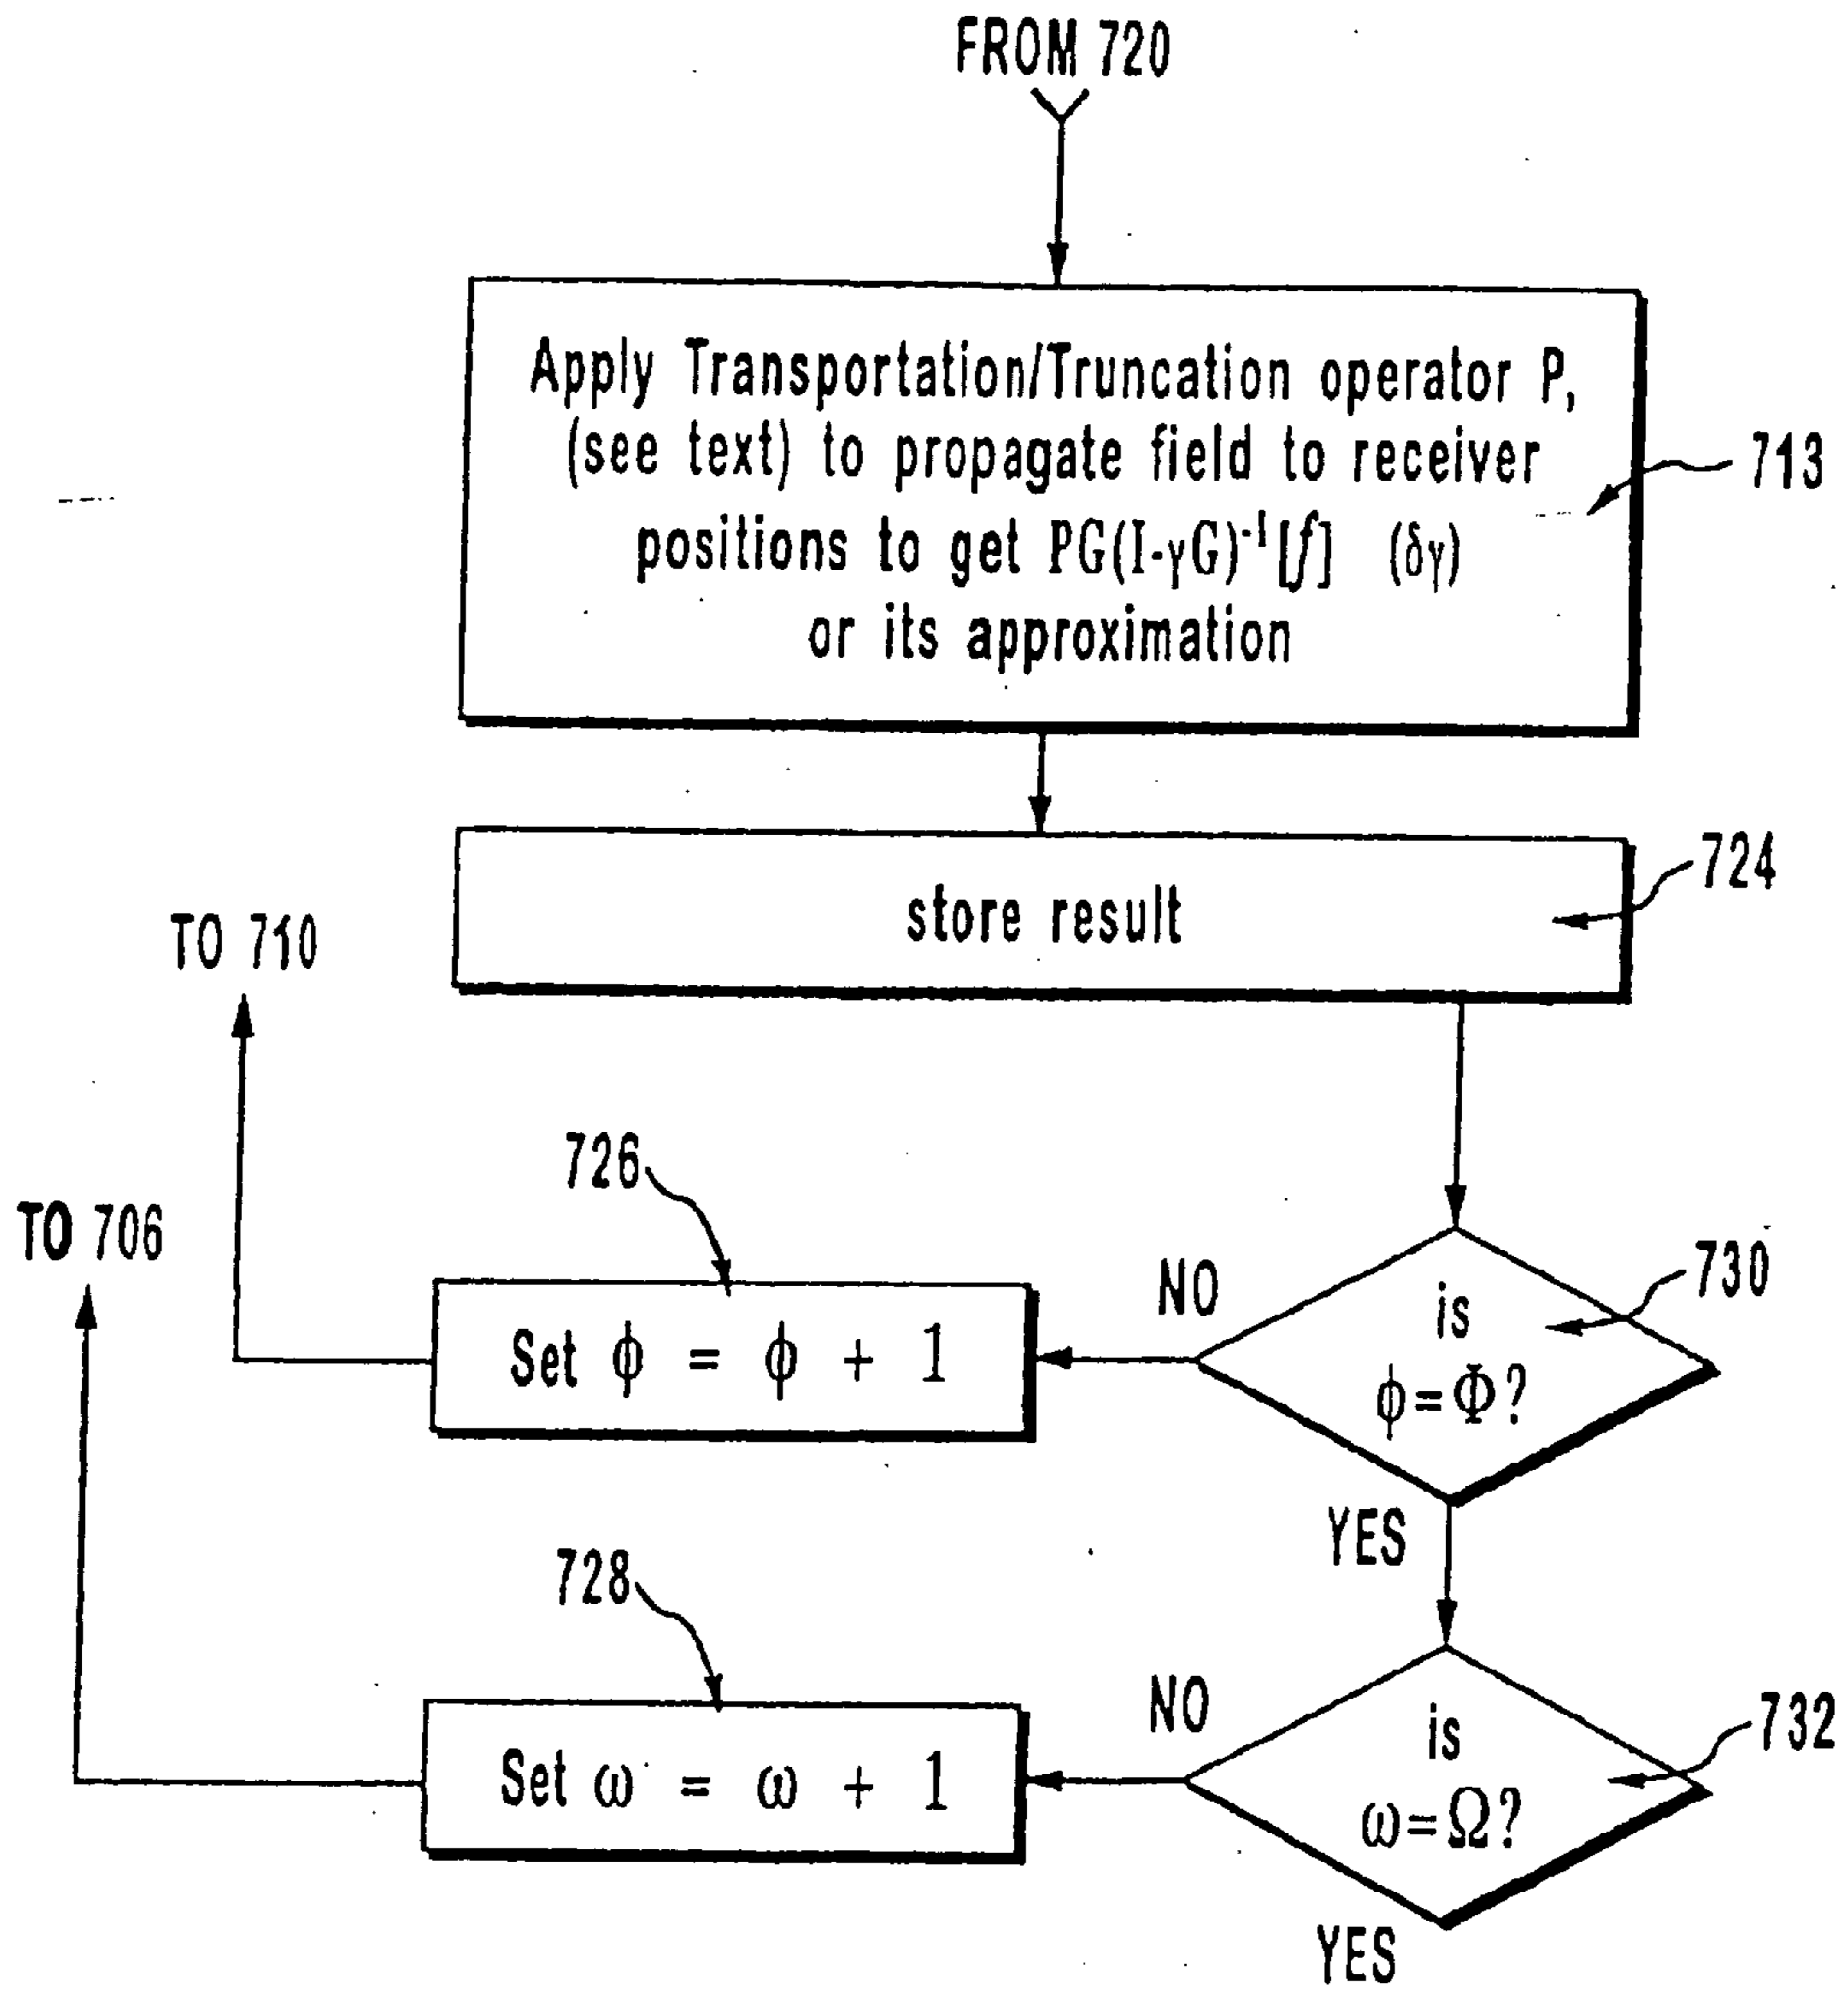 FROM 720
Apply Transportation/Truncation operator P,
(see text) to propagate field to receiver
positions to get PG(I-γG)⁻¹[f] (δγ)
or its approximation
713
store result
724
TO 710
726
TO 706
Set ϕ = ϕ + 1
NO
is
ϕ=Φ?
730
YES
728
Set ω = ω + 1
NO
is
ω=Ω?
732
YES